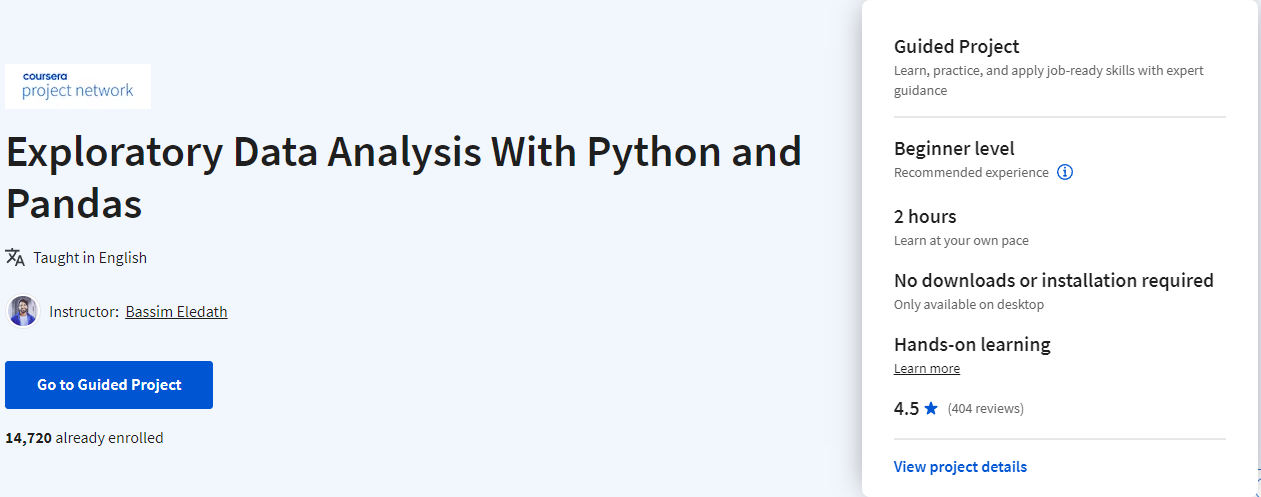 coursera
project network
Exploratory Data Analysis With Python and
Pandas
Taught in English
Instructor: Bassim Eledath
Go to Guided Project
14,720 already enrolled
Guided Project
Learn, practice, and apply job-ready skills with expert
guidance
Beginner level
Recommended experience
2 hours
Learn at your own pace
No downloads or installation required
Only available on desktop
Hands-on learning
Learn more
4.5 ★ (404 reviews)
View project details